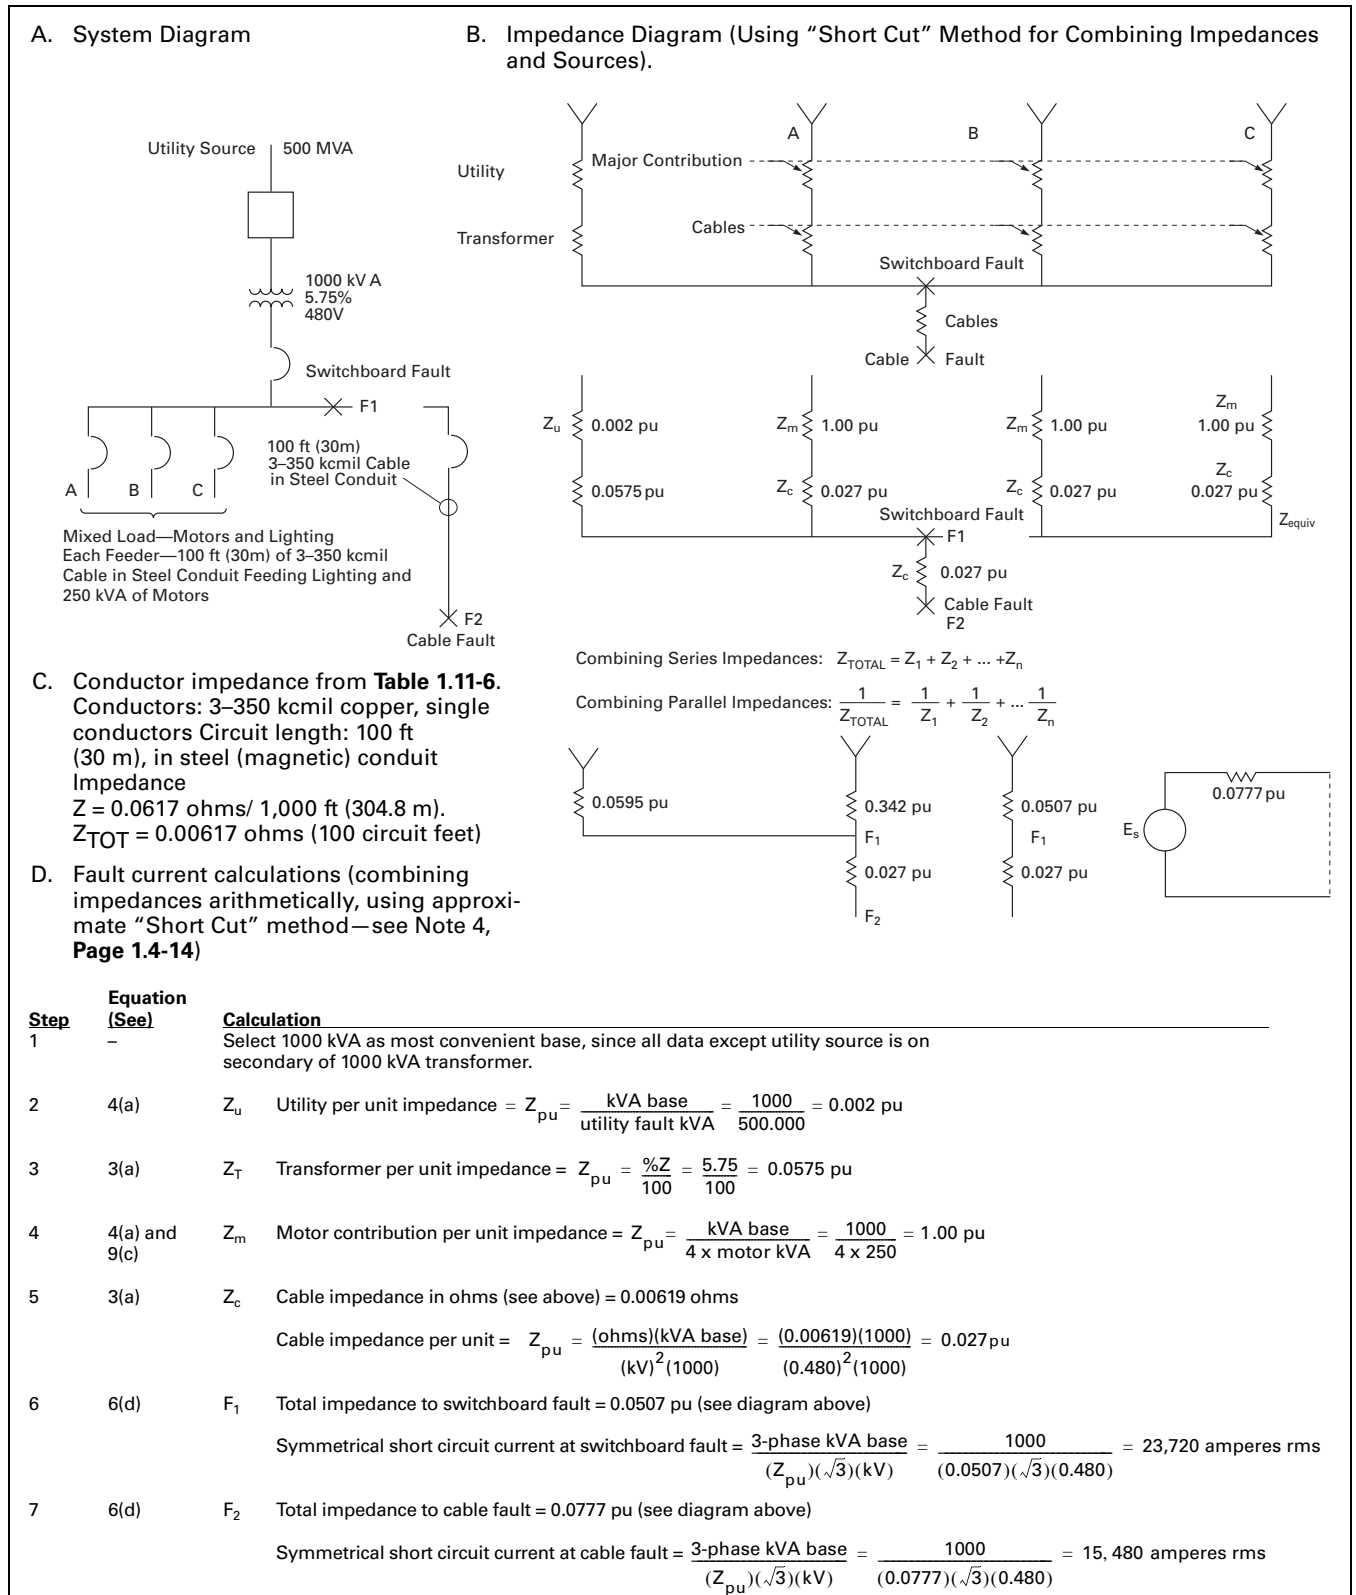 A. System Diagram
B. Impedance Diagram (Using “Short Cut” Method for Combining Impedances
and Sources).
Utility Source 500 MVA
1000 kV A
5.75%
480V
Switchboard Fault
F1
100 ft (30m)
3–350 kcmil Cable
in Steel Conduit
A B C
Mixed Load—Motors and Lighting
Each Feeder—100 ft (30m) of 3–350 kcmil
Cable in Steel Conduit Feeding Lighting and
250 kVA of Motors
F2
Cable Fault
A B C
Utility
Major Contribution
Transformer
Cables
Switchboard Fault
Cables
Cable Fault
Zu 0.002 pu
Zm 1.00 pu
Zm 1.00 pu
Zm
1.00 pu
0.0575 pu
Zc 0.027 pu
Zc 0.027 pu
Zc
0.027 pu
Switchboard Fault
F1
Zequiv
Zc 0.027 pu
Cable Fault
F2
Combining Series Impedances: ZTOTAL = Z1 + Z2 + ... +Zn
Combining Parallel Impedances: 1/ZTOTAL = 1/Z1 + 1/Z2 + ... 1/Zn
0.0595 pu
0.342 pu
F1
0.027 pu
F2
0.0507 pu
F1
0.027 pu
Es
0.0777 pu
C. Conductor impedance from Table 1.11-6.
Conductors: 3–350 kcmil copper, single
conductors Circuit length: 100 ft
(30 m), in steel (magnetic) conduit
Impedance
Z = 0.0617 ohms/ 1,000 ft (304.8 m).
ZTOT = 0.00617 ohms (100 circuit feet)
D. Fault current calculations (combining
impedances arithmetically, using approxi-
mate “Short Cut” method—see Note 4,
Page 1.4-14)
Equation
Step (See) Calculation
1 – Select 1000 kVA as most convenient base, since all data except utility source is on
secondary of 1000 kVA transformer.
2 4(a) Zu Utility per unit impedance = Zpu = kVA base / utility fault kVA = 1000 / 500.000 = 0.002 pu
3 3(a) ZT Transformer per unit impedance = Zpu = %Z / 100 = 5.75 / 100 = 0.0575 pu
4 4(a) and 9(c) Zm Motor contribution per unit impedance = Zpu = kVA base / 4 x motor kVA = 1000 / 4 x 250 = 1.00 pu
5 3(a) Zc Cable impedance in ohms (see above) = 0.00619 ohms
Cable impedance per unit = Zpu = (ohms)(kVA base) / (kV)²(1000) = (0.00619)(1000) / (0.480)²(1000) = 0.027 pu
6 6(d) F1 Total impedance to switchboard fault = 0.0507 pu (see diagram above)
Symmetrical short circuit current at switchboard fault = 3-phase kVA base / (Zpu)(√3)(kV) = 1000 / (0.0507)(√3)(0.480) = 23,720 amperes rms
7 6(d) F2 Total impedance to cable fault = 0.0777 pu (see diagram above)
Symmetrical short circuit current at cable fault = 3-phase kVA base / (Zpu)(√3)(kV) = 1000 / (0.0777)(√3)(0.480) = 15, 480 amperes rms